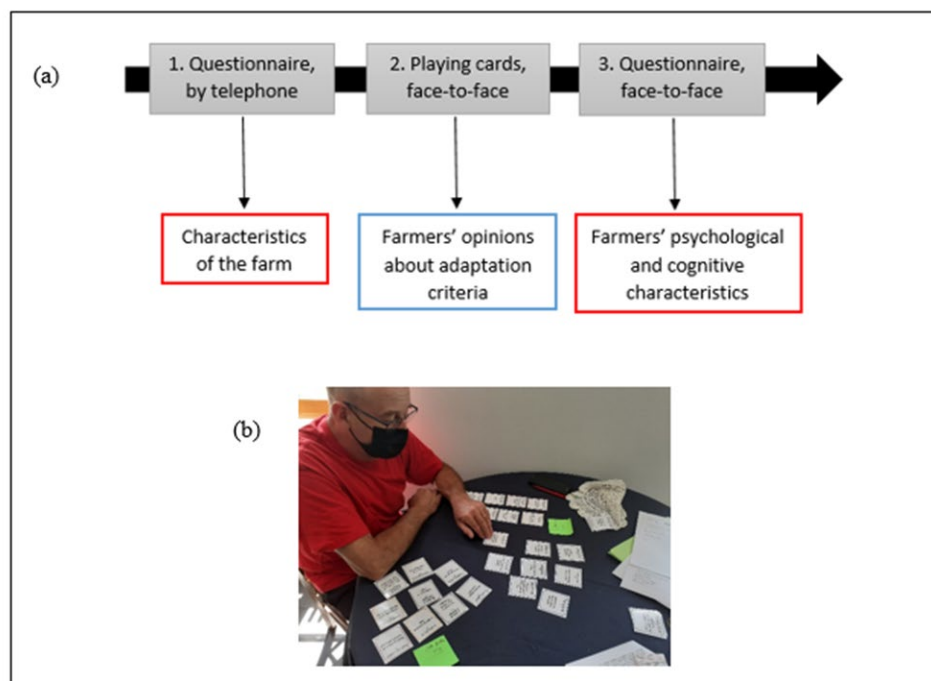 (a)
1. Questionnaire,
by telephone
2. Playing cards,
face-to-face
3. Questionnaire,
face-to-face
Characteristics
of the farm
Farmers' opinions
about adaptation
criteria
Farmers' psychological
and cognitive
characteristics
(b)